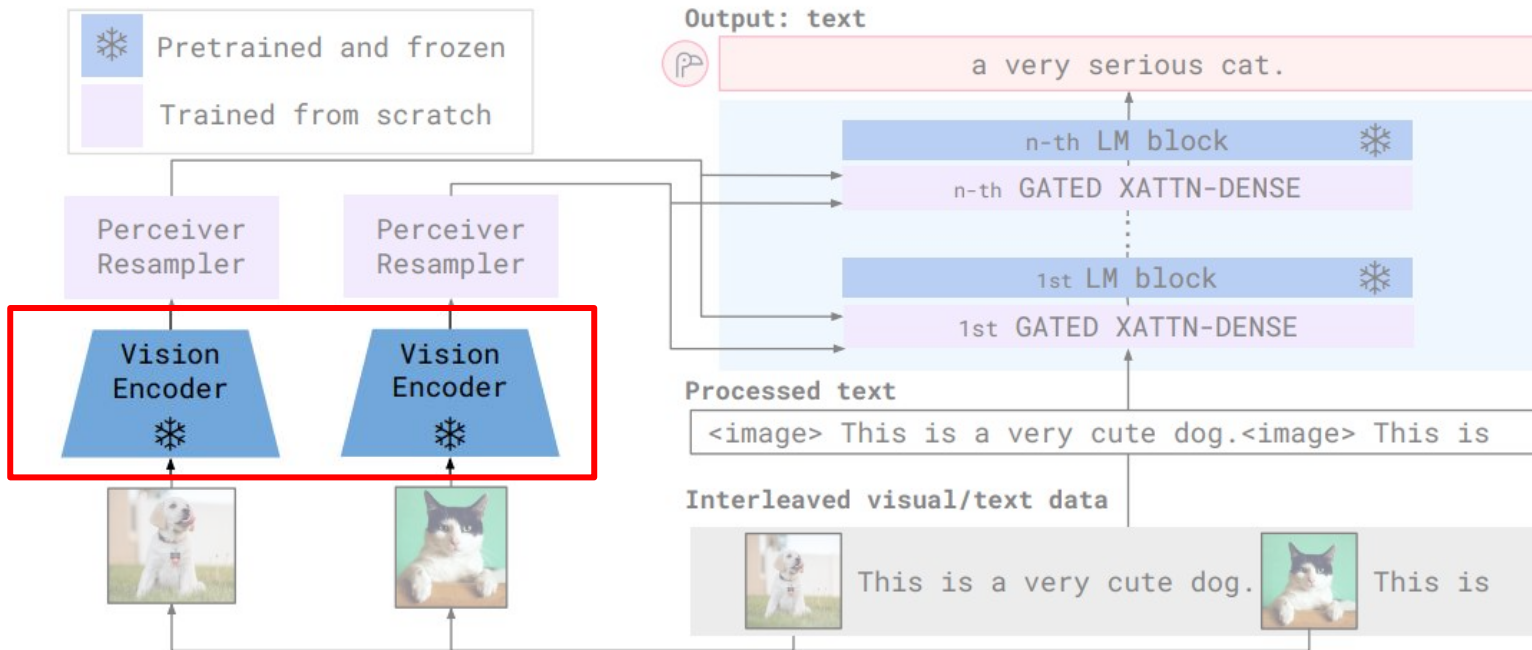 Pretrained and frozen
Trained from scratch
Perceiver
Resampler
Perceiver
Resampler
Vision
Encoder
Vision
Encoder
Output: text
a very serious cat.
n-th LM block
n-th GATED XATTN-DENSE
1st LM block
1st GATED XATTN-DENSE
Processed text
<image> This is a very cute dog.<image> This is
Interleaved visual/text data
This is a very cute dog.
This is